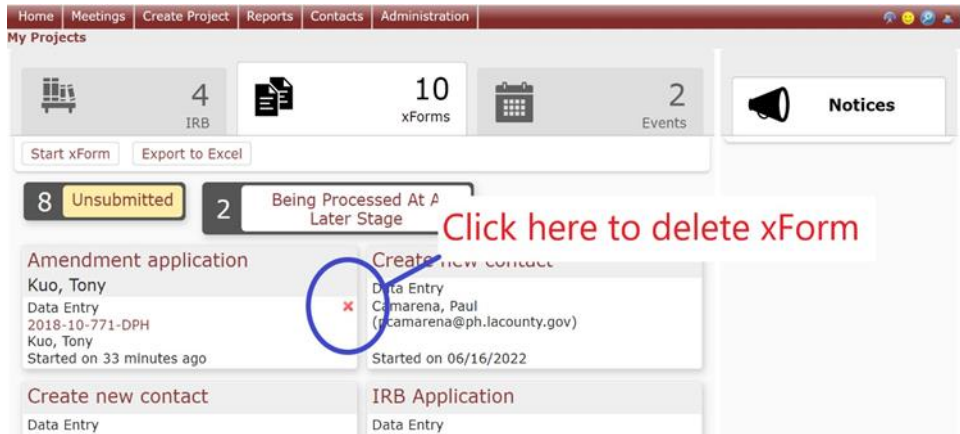 Home Meetings Create Project Reports Contacts Administration
My Projects
4
IRB
10
xForms
2
Events
Notices
Start xForm Export to Excel
8 Unsubmitted
2 Being Processed At A
Later Stage
Click here to delete xForm
Amendment application
Kuo, Tony
Data Entry
2018-10-771-DPH
Kuo, Tony
Started on 33 minutes ago
Create new contact
Data Entry
Camarena, Paul
(pcamarena@ph.lacounty.gov)
Started on 06/16/2022
Create new contact
Data Entry
IRB Application
Data Entry